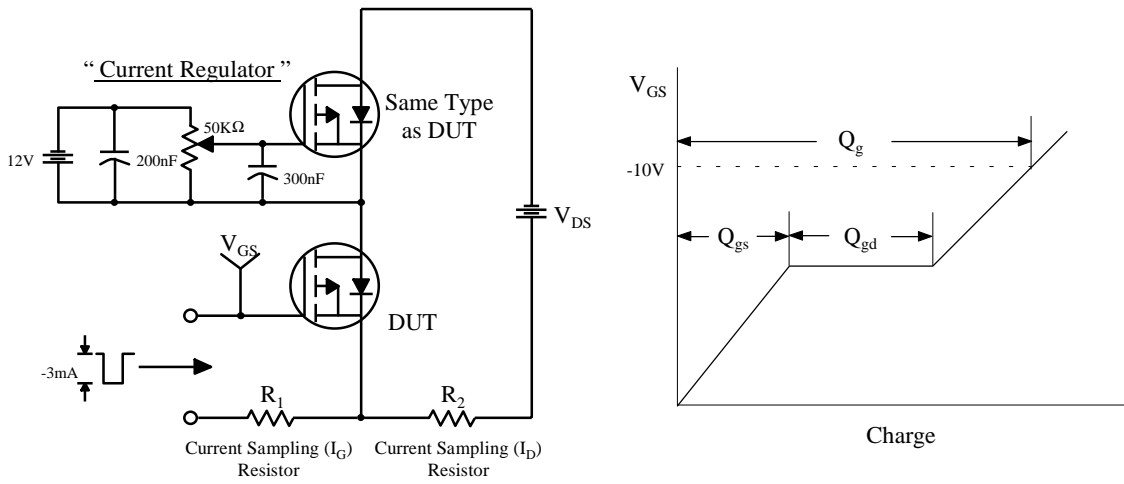 “ Current Regulator ”
Same Type
as DUT
50KΩ
12V
200nF
300nF
V_DS
V_GS
DUT
-3mA
R_1
R_2
Current Sampling (I_G)
Resistor
Current Sampling (I_D)
Resistor
V_GS
Q_g
-10V
Q_gs
Q_gd
Charge